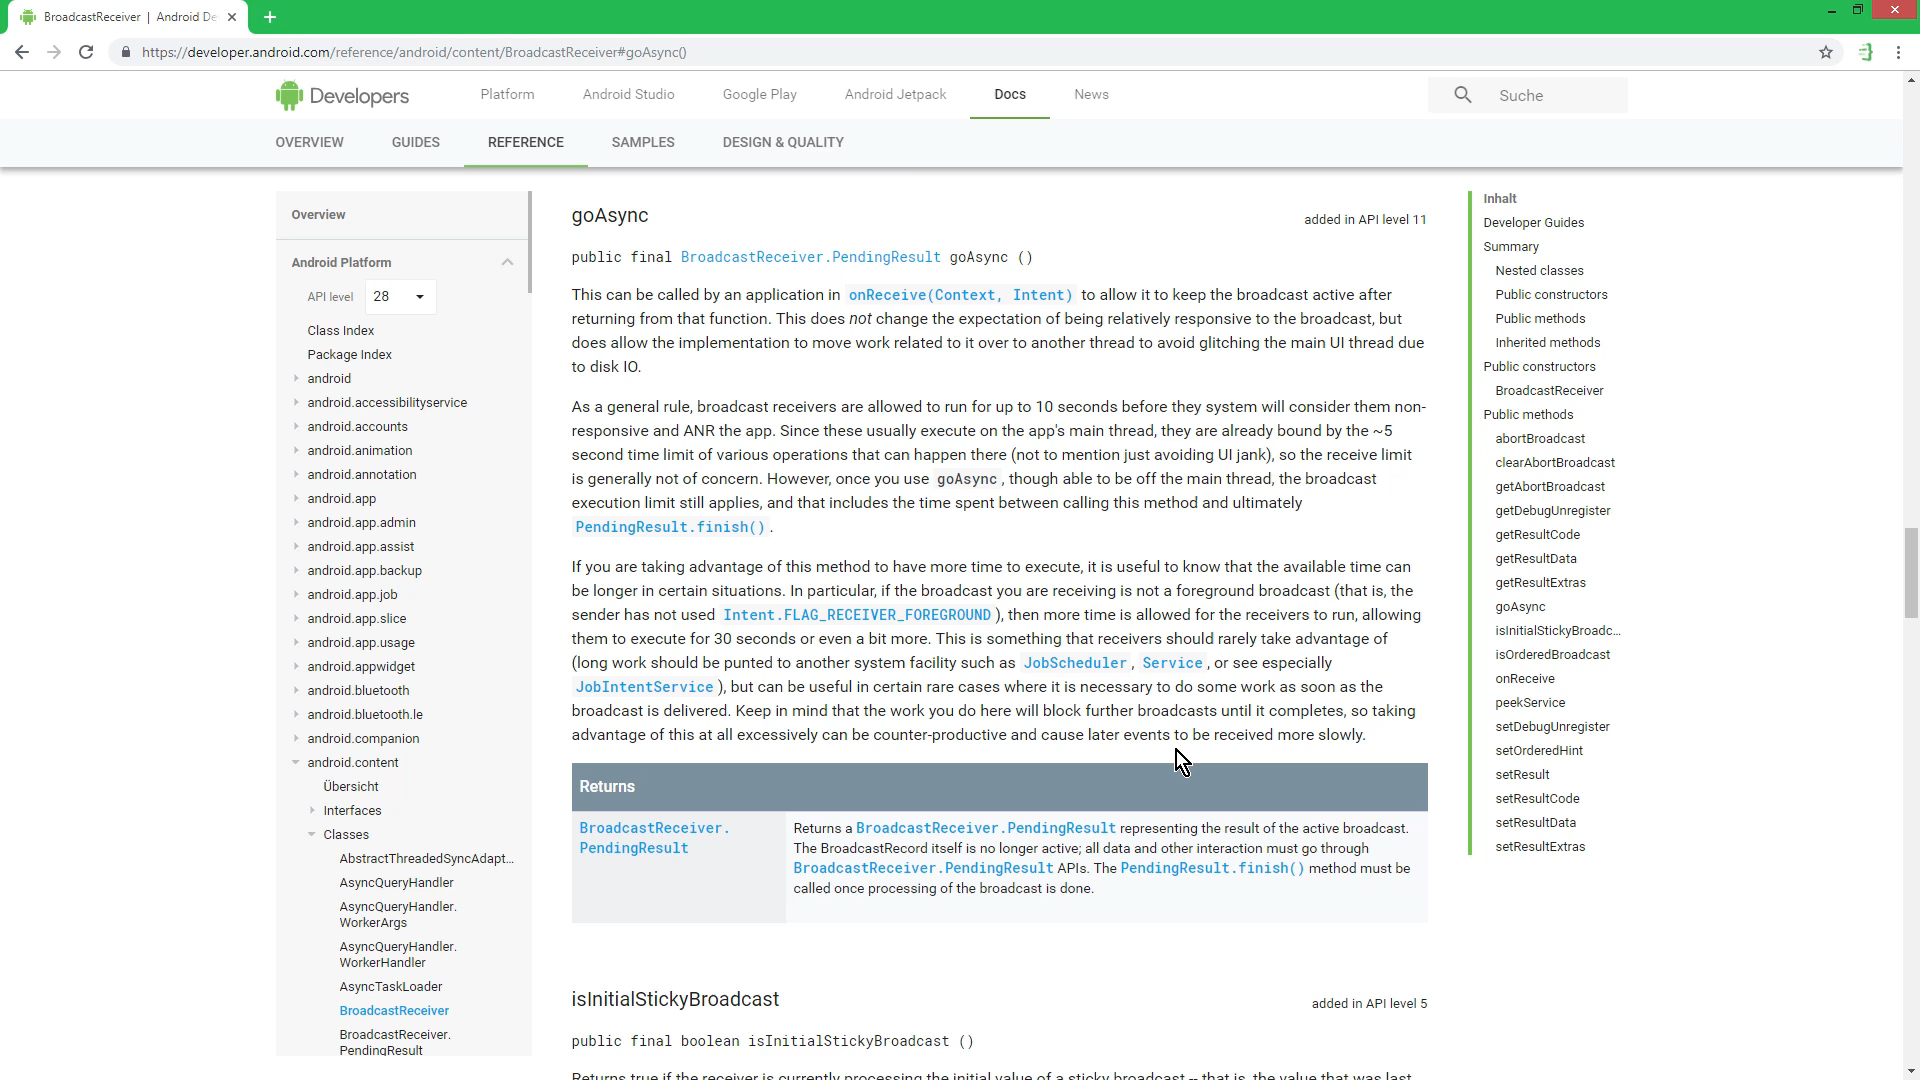 BroadcastReceiver | Android De
https://developer.android.com/reference/android/content/BroadcastReceiver#goAsync()
Developers
Platform
Android Studio
Google Play
Android Jetpack
Docs
News
Suche
OVERVIEW
GUIDES
REFERENCE
SAMPLES
DESIGN & QUALITY
Overview
Android Platform
API level 28
Class Index
Package Index
android
android.accessibilityservice
android.accounts
android.animation
android.annotation
android.app
android.app.admin
android.app.assist
android.app.backup
android.app.job
android.app.slice
android.app.usage
android.appwidget
android.bluetooth
android.bluetooth.le
android.companion
android.content
Übersicht
Interfaces
Classes
AbstractThreadedSyncAdapt...
AsyncQueryHandler
AsyncQueryHandler.
WorkerArgs
AsyncQueryHandler.
WorkerHandler
AsyncTaskLoader
BroadcastReceiver
BroadcastReceiver.
PendingResult
goAsync
added in API level 11
public final BroadcastReceiver.PendingResult goAsync ()
This can be called by an application in onReceive(Context, Intent) to allow it to keep the broadcast active after
returning from that function. This does not change the expectation of being relatively responsive to the broadcast, but
does allow the implementation to move work related to it over to another thread to avoid glitching the main UI thread due
to disk IO.
As a general rule, broadcast receivers are allowed to run for up to 10 seconds before they system will consider them non-
responsive and ANR the app. Since these usually execute on the app's main thread, they are already bound by the ~5
second time limit of various operations that can happen there (not to mention just avoiding UI jank), so the receive limit
is generally not of concern. However, once you use goAsync, though able to be off the main thread, the broadcast
execution limit still applies, and that includes the time spent between calling this method and ultimately
PendingResult.finish().
If you are taking advantage of this method to have more time to execute, it is useful to know that the available time can
be longer in certain situations. In particular, if the broadcast you are receiving is not a foreground broadcast (that is, the
sender has not used Intent.FLAG_RECEIVER_FOREGROUND), then more time is allowed for the receivers to run, allowing
them to execute for 30 seconds or even a bit more. This is something that receivers should rarely take advantage of
(long work should be punted to another system facility such as JobScheduler, Service, or see especially
JobIntentService), but can be useful in certain rare cases where it is necessary to do some work as soon as the
broadcast is delivered. Keep in mind that the work you do here will block further broadcasts until it completes, so taking
advantage of this at all excessively can be counter-productive and cause later events to be received more slowly.
Returns
BroadcastReceiver.
PendingResult
Returns a BroadcastReceiver.PendingResult representing the result of the active broadcast.
The BroadcastRecord itself is no longer active; all data and other interaction must go through
BroadcastReceiver.PendingResult APIs. The PendingResult.finish() method must be
called once processing of the broadcast is done.
isInitialStickyBroadcast
added in API level 5
public final boolean isInitialStickyBroadcast ()
Returns true if the receiver is currently processing the initial value of a sticky broadcast -- that is, the value that was last
Inhalt
Developer Guides
Summary
Nested classes
Public constructors
Public methods
Inherited methods
Public constructors
BroadcastReceiver
Public methods
abortBroadcast
clearAbortBroadcast
getAbortBroadcast
getDebugUnregister
getResultCode
getResultData
getResultExtras
goAsync
isInitialStickyBroadc...
isOrderedBroadcast
onReceive
peekService
setDebugUnregister
setOrderedHint
setResult
setResultCode
setResultData
setResultExtras